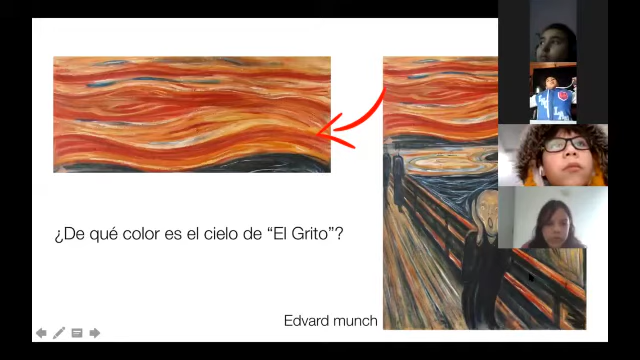 ¿De qué color es el cielo de “El Grito”?
Edvard munch